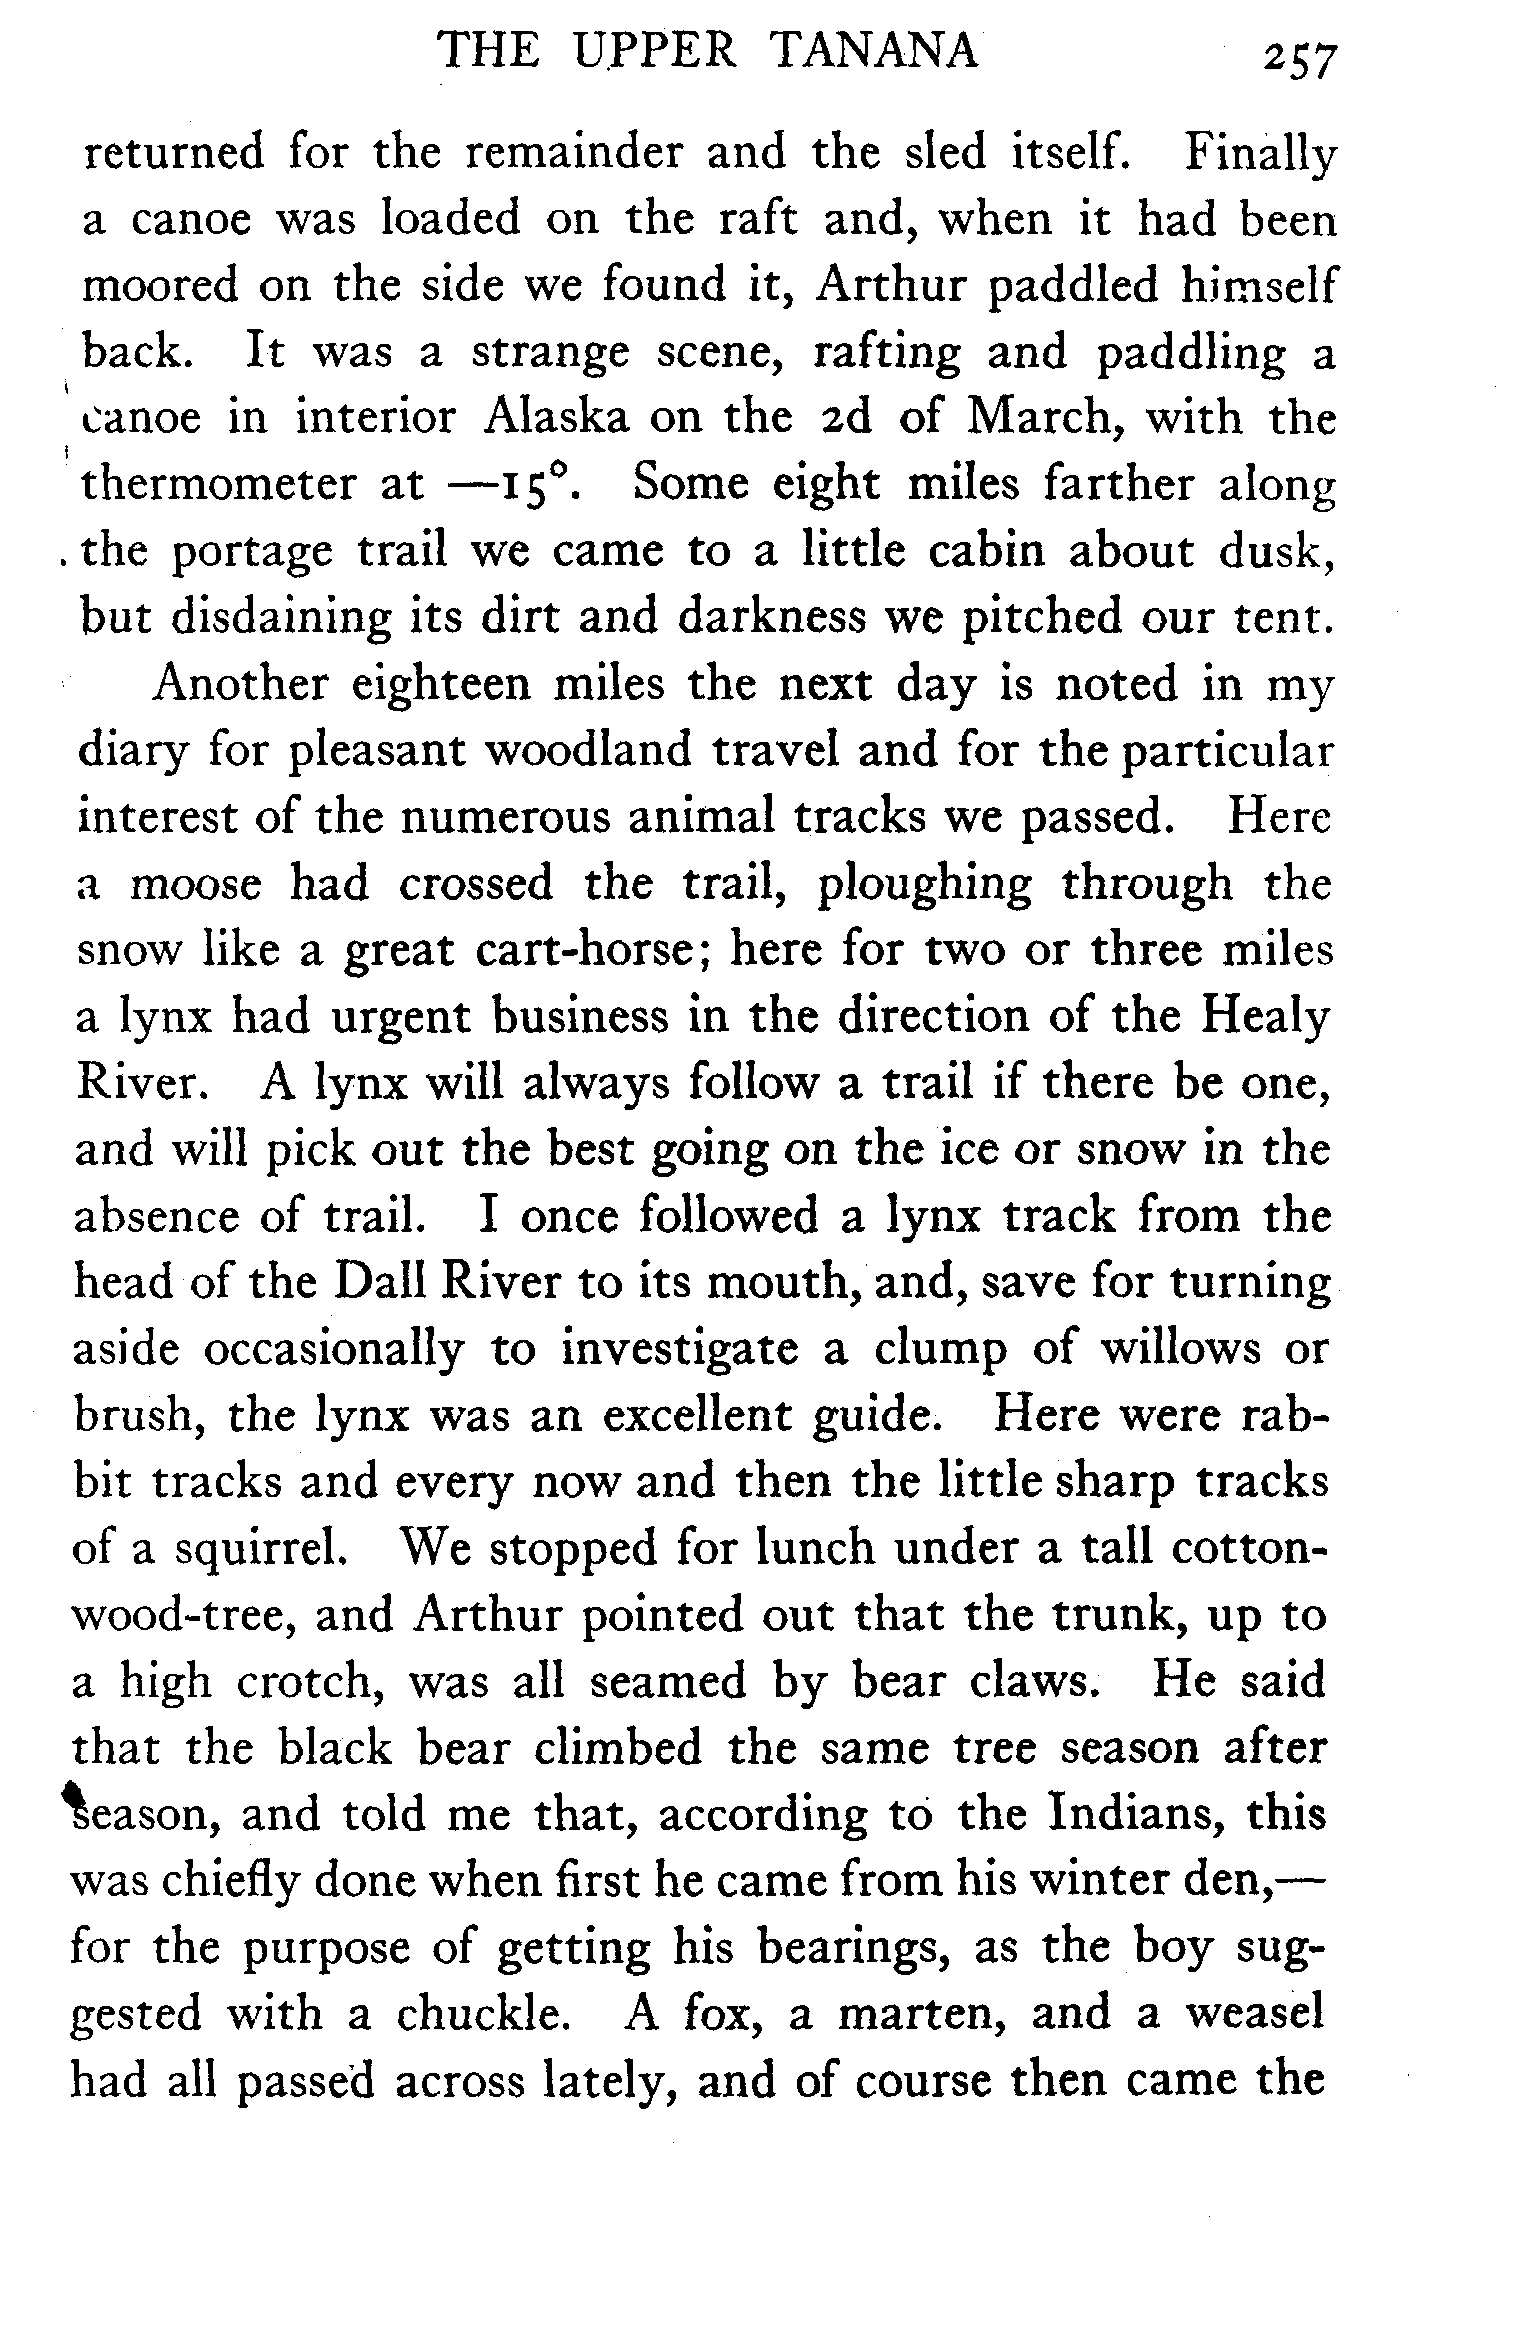 THE UPPER TANANA 257
returned for the remainder and the sled itself. Finally
a canoe was loaded on the raft and, when it had been
moored on the side we found it, Arthur paddled himself
back. It was a strange scene, rafting and paddling a
canoe in interior Alaska on the 2d of March, with the
thermometer at —15°. Some eight miles farther along
the portage trail we came to a little cabin about dusk,
but disdaining its dirt and darkness we pitched our tent.
Another eighteen miles the next day is noted in my
diary for pleasant woodland travel and for the particular
interest of the numerous animal tracks we passed. Here
a moose had crossed the trail, ploughing through the
snow like a great cart-horse; here for two or three miles
a lynx had urgent business in the direction of the Healy
River. A lynx will always follow a trail if there be one,
and will pick out the best going on the ice or snow in the
absence of trail. I once followed a lynx track from the
head of the Dall River to its mouth, and, save for turning
aside occasionally to investigate a clump of willows or
brush, the lynx was an excellent guide. Here were rab-
bit tracks and every now and then the little sharp tracks
of a squirrel. We stopped for lunch under a tall cotton-
wood-tree, and Arthur pointed out that the trunk, up to
a high crotch, was all seamed by bear claws. He said
that the black bear climbed the same tree season after
season, and told me that, according to the Indians, this
was chiefly done when first he came from his winter den,—
for the purpose of getting his bearings, as the boy sug-
gested with a chuckle. A fox, a marten, and a weasel
had all passed across lately, and of course then came the